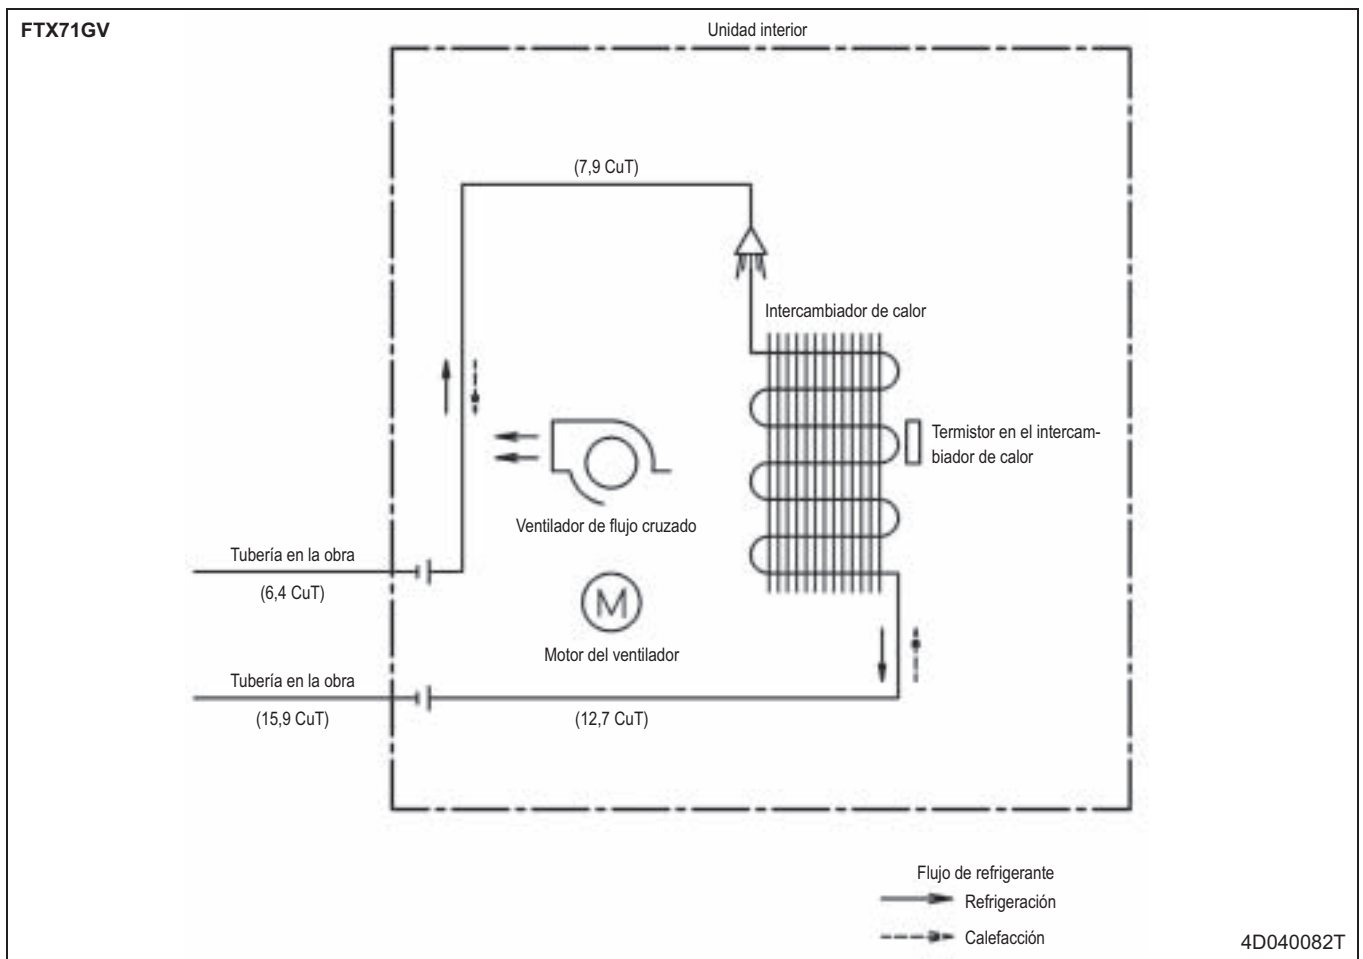 FTX71GV
Unidad interior
(7,9 CuT)
Intercambiador de calor
Termistor en el intercam-
biador de calor
Ventilador de flujo cruzado
Tubería en la obra
(6,4 CuT)
M
Motor del ventilador
Tubería en la obra
(15,9 CuT)
(12,7 CuT)
Flujo de refrigerante
Refrigeración
Calefacción
4D040082T